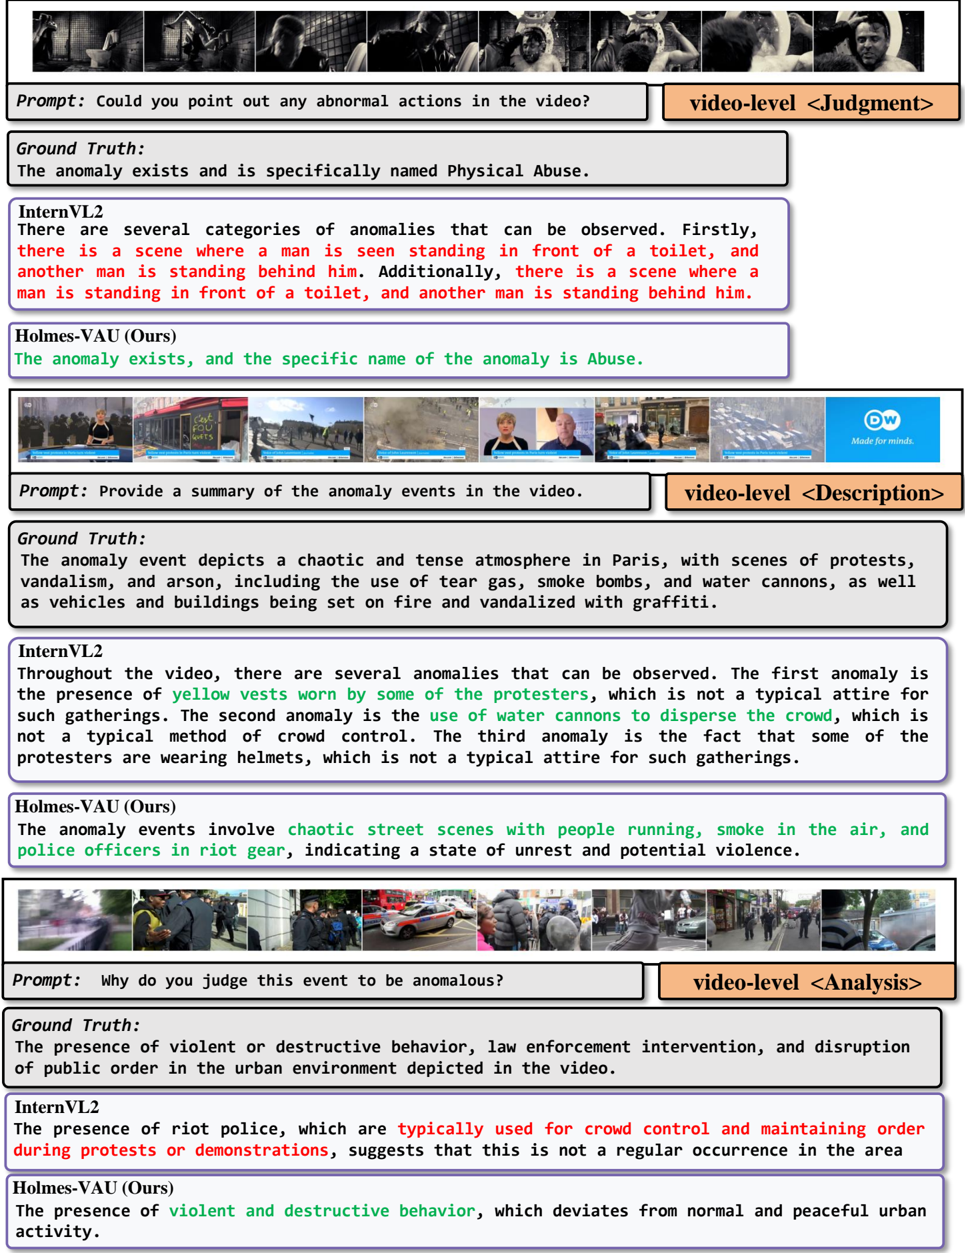 Prompt: Could you point out any abnormal actions in the video?
video-level <Judgment>
Ground Truth:
The anomaly exists and is specifically named Physical Abuse.
InternVL2
There are several categories of anomalies that can be observed. Firstly,
there is a scene where a man is seen standing in front of a toilet, and
another man is standing behind him. Additionally, there is a scene where a
man is standing in front of a toilet, and another man is standing behind him.
Holmes-VAU (Ours)
The anomaly exists, and the specific name of the anomaly is Abuse.
DW
Made for minds.
Prompt: Provide a summary of the anomaly events in the video.
video-level <Description>
Ground Truth:
The anomaly event depicts a chaotic and tense atmosphere in Paris, with scenes of protests,
vandalism, and arson, including the use of tear gas, smoke bombs, and water cannons, as well
as vehicles and buildings being set on fire and vandalized with graffiti.
InternVL2
Throughout the video, there are several anomalies that can be observed. The first anomaly is
the presence of yellow vests worn by some of the protesters, which is not a typical attire for
such gatherings. The second anomaly is the use of water cannons to disperse the crowd, which is
not a typical method of crowd control. The third anomaly is the fact that some of the
protesters are wearing helmets, which is not a typical attire for such gatherings.
Holmes-VAU (Ours)
The anomaly events involve chaotic street scenes with people running, smoke in the air, and
police officers in riot gear, indicating a state of unrest and potential violence.
Prompt: Why do you judge this event to be anomalous?
video-level <Analysis>
Ground Truth:
The presence of violent or destructive behavior, law enforcement intervention, and disruption
of public order in the urban environment depicted in the video.
InternVL2
The presence of riot police, which are typically used for crowd control and maintaining order
during protests or demonstrations, suggests that this is not a regular occurrence in the area
Holmes-VAU (Ours)
The presence of violent and destructive behavior, which deviates from normal and peaceful urban
activity.